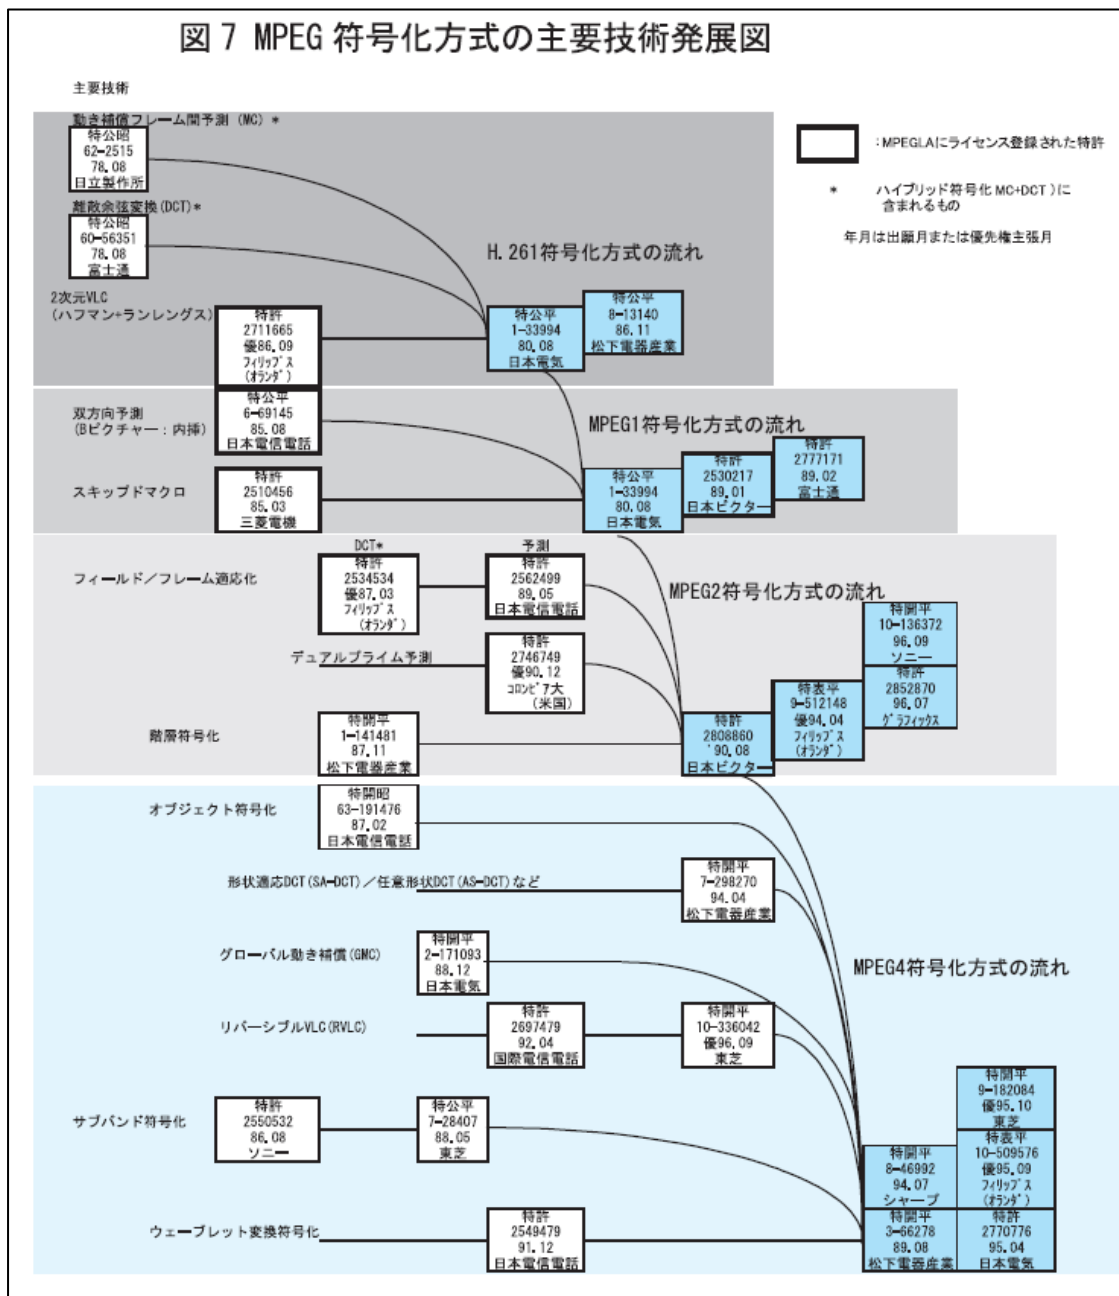 図7 MPEG 符号化方式の主要技術発展図
主要技術
動き補償フレーム間予測 (MC) *
特公昭
62-2515
78.08
日立製作所
:MPEGLAにライセンス登録された特許
* ハイブリッド符号化 MC+DCT )に
含まれるもの
年月は出願月または優先権主張月
離散余弦変換(DCT)*
特公昭
60-56351
78.08
富士通
H.261符号化方式の流れ
2次元VLC
(ハフマン+ランレングス)
特許
2711665
優86.09
フィリップス
(オランダ)
特公平
1-33994
80.08
日本電気
特公平
8-13140
86.11
松下電器産業
双方向予測
(Bピクチャー:内挿)
特公平
6-69145
85.08
日本電信電話
MPEG1符号化方式の流れ
スキップドマクロ
特許
2510456
85.03
三菱電機
特公平
1-33994
80.08
日本電気
特許
2530217
89.01
日本ビクター
特許
2777171
89.02
富士通
フィールド/フレーム適応化
DCT*
特許
2534534
優87.03
フィリップス
(オランダ)
予測
特許
2562499
89.05
日本電信電話
MPEG2符号化方式の流れ
デュアルプライム予測
特許
2746749
優90.12
コロンビア大
(米国)
階層符号化
特開平
1-141481
87.11
松下電器産業
特許
2808860
'90.08
日本ビクター
特表平
9-512148
優94.04
フィリップス
(オランダ)
特開平
10-136372
96.09
ソニー
特許
2852870
96.07
グラフィックス
オブジェクト符号化
特開昭
63-191476
87.02
日本電信電話
形状適応DCT(SA-DCT)/任意形状DCT(AS-DCT)など
特開平
7-298270
94.04
松下電器産業
グローバル動き補償(GMC)
特開平
2-171093
88.12
日本電気
MPEG4符号化方式の流れ
リバーシブルVLC(RVLC)
特許
2697479
92.04
国際電信電話
特開平
10-336042
優96.09
東芝
サブバンド符号化
特許
2550532
86.08
ソニー
特公平
7-28407
88.05
東芝
特開平
9-182084
優95.10
東芝
特開平
8-46992
94.07
シャープ
特表平
10-509576
優95.09
フィリップス
(オランダ)
ウェーブレット変換符号化
特許
2549479
91.12
日本電信電話
特開平
3-66278
89.08
松下電器産業
特許
2770776
95.04
日本電気